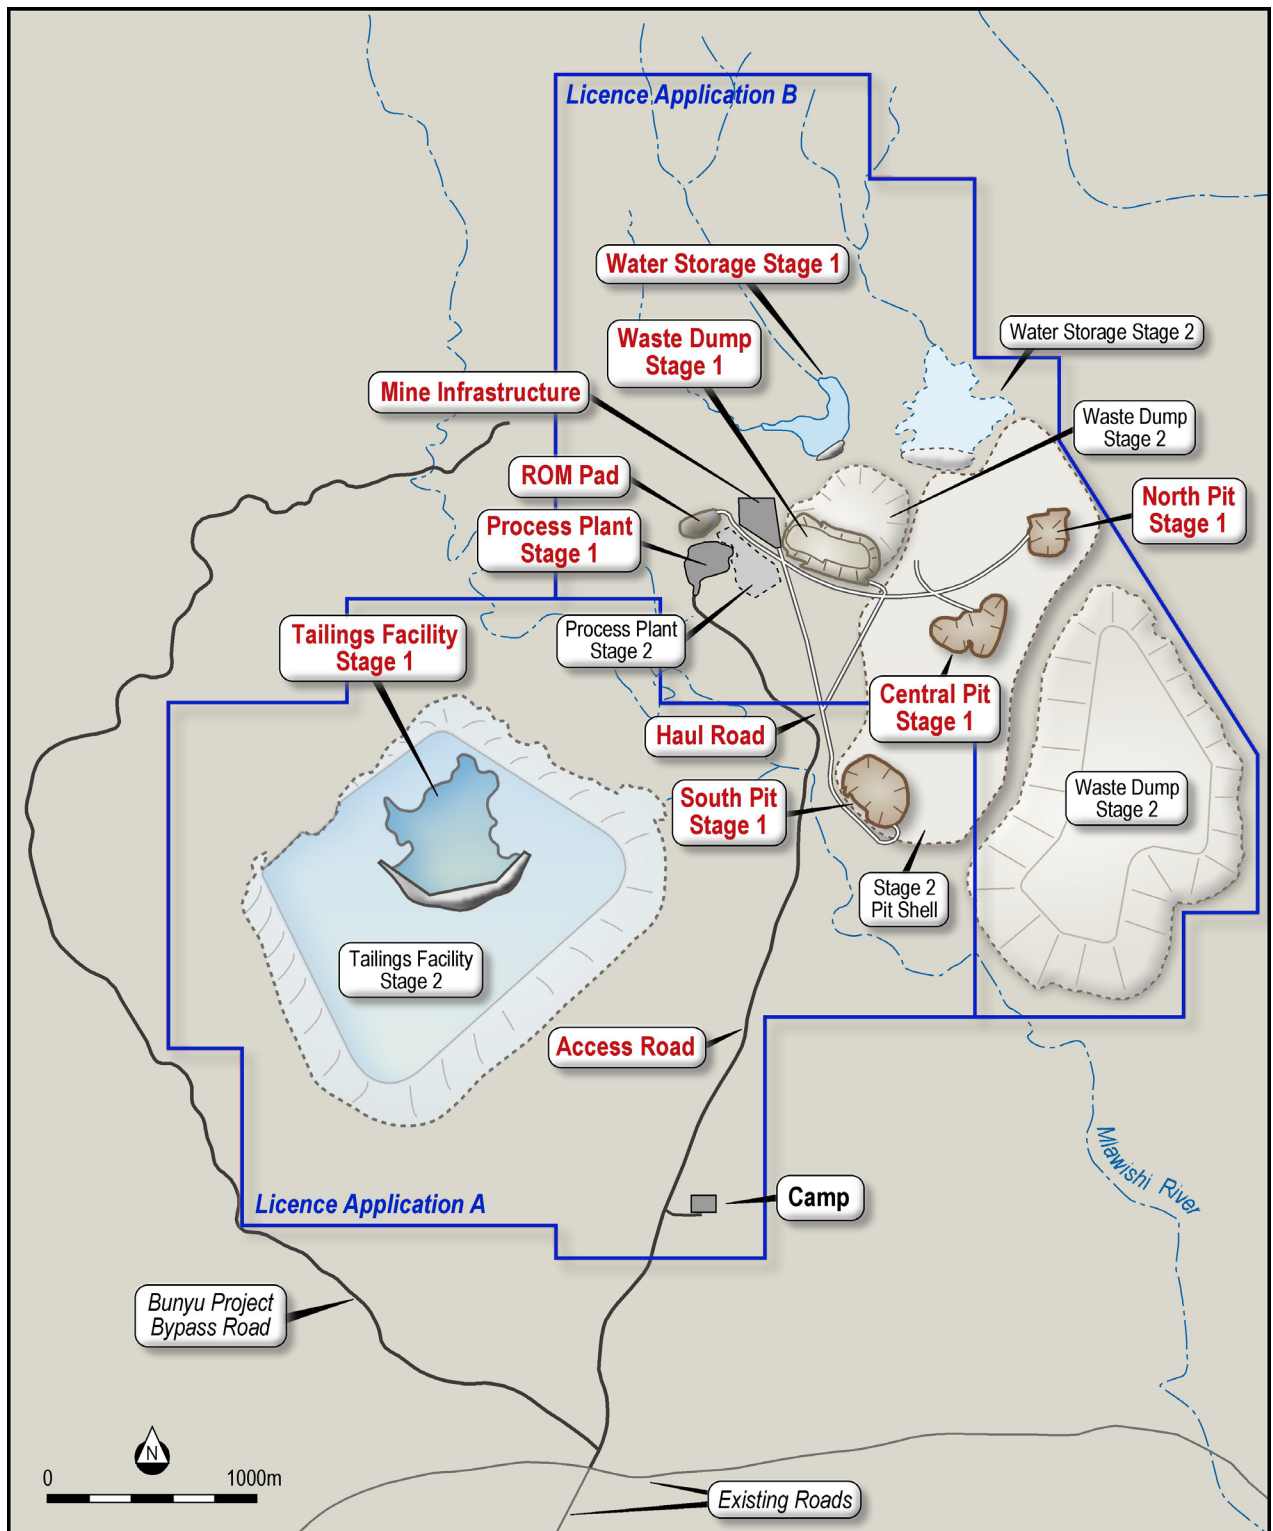 Licence Application B
Water Storage Stage 1
Waste Dump
Stage 1
Water Storage Stage 2
Mine Infrastructure
Waste Dump
Stage 2
ROM Pad
North Pit
Stage 1
Process Plant
Stage 1
Tailings Facility
Stage 1
Process Plant
Stage 2
Central Pit
Stage 1
Haul Road
South Pit
Stage 1
Waste Dump
Stage 2
Stage 2
Pit Shell
Tailings Facility
Stage 2
Access Road
Mlawishi River
Camp
Licence Application A
Bunyu Project
Bypass Road
N
0 1000m
Existing Roads